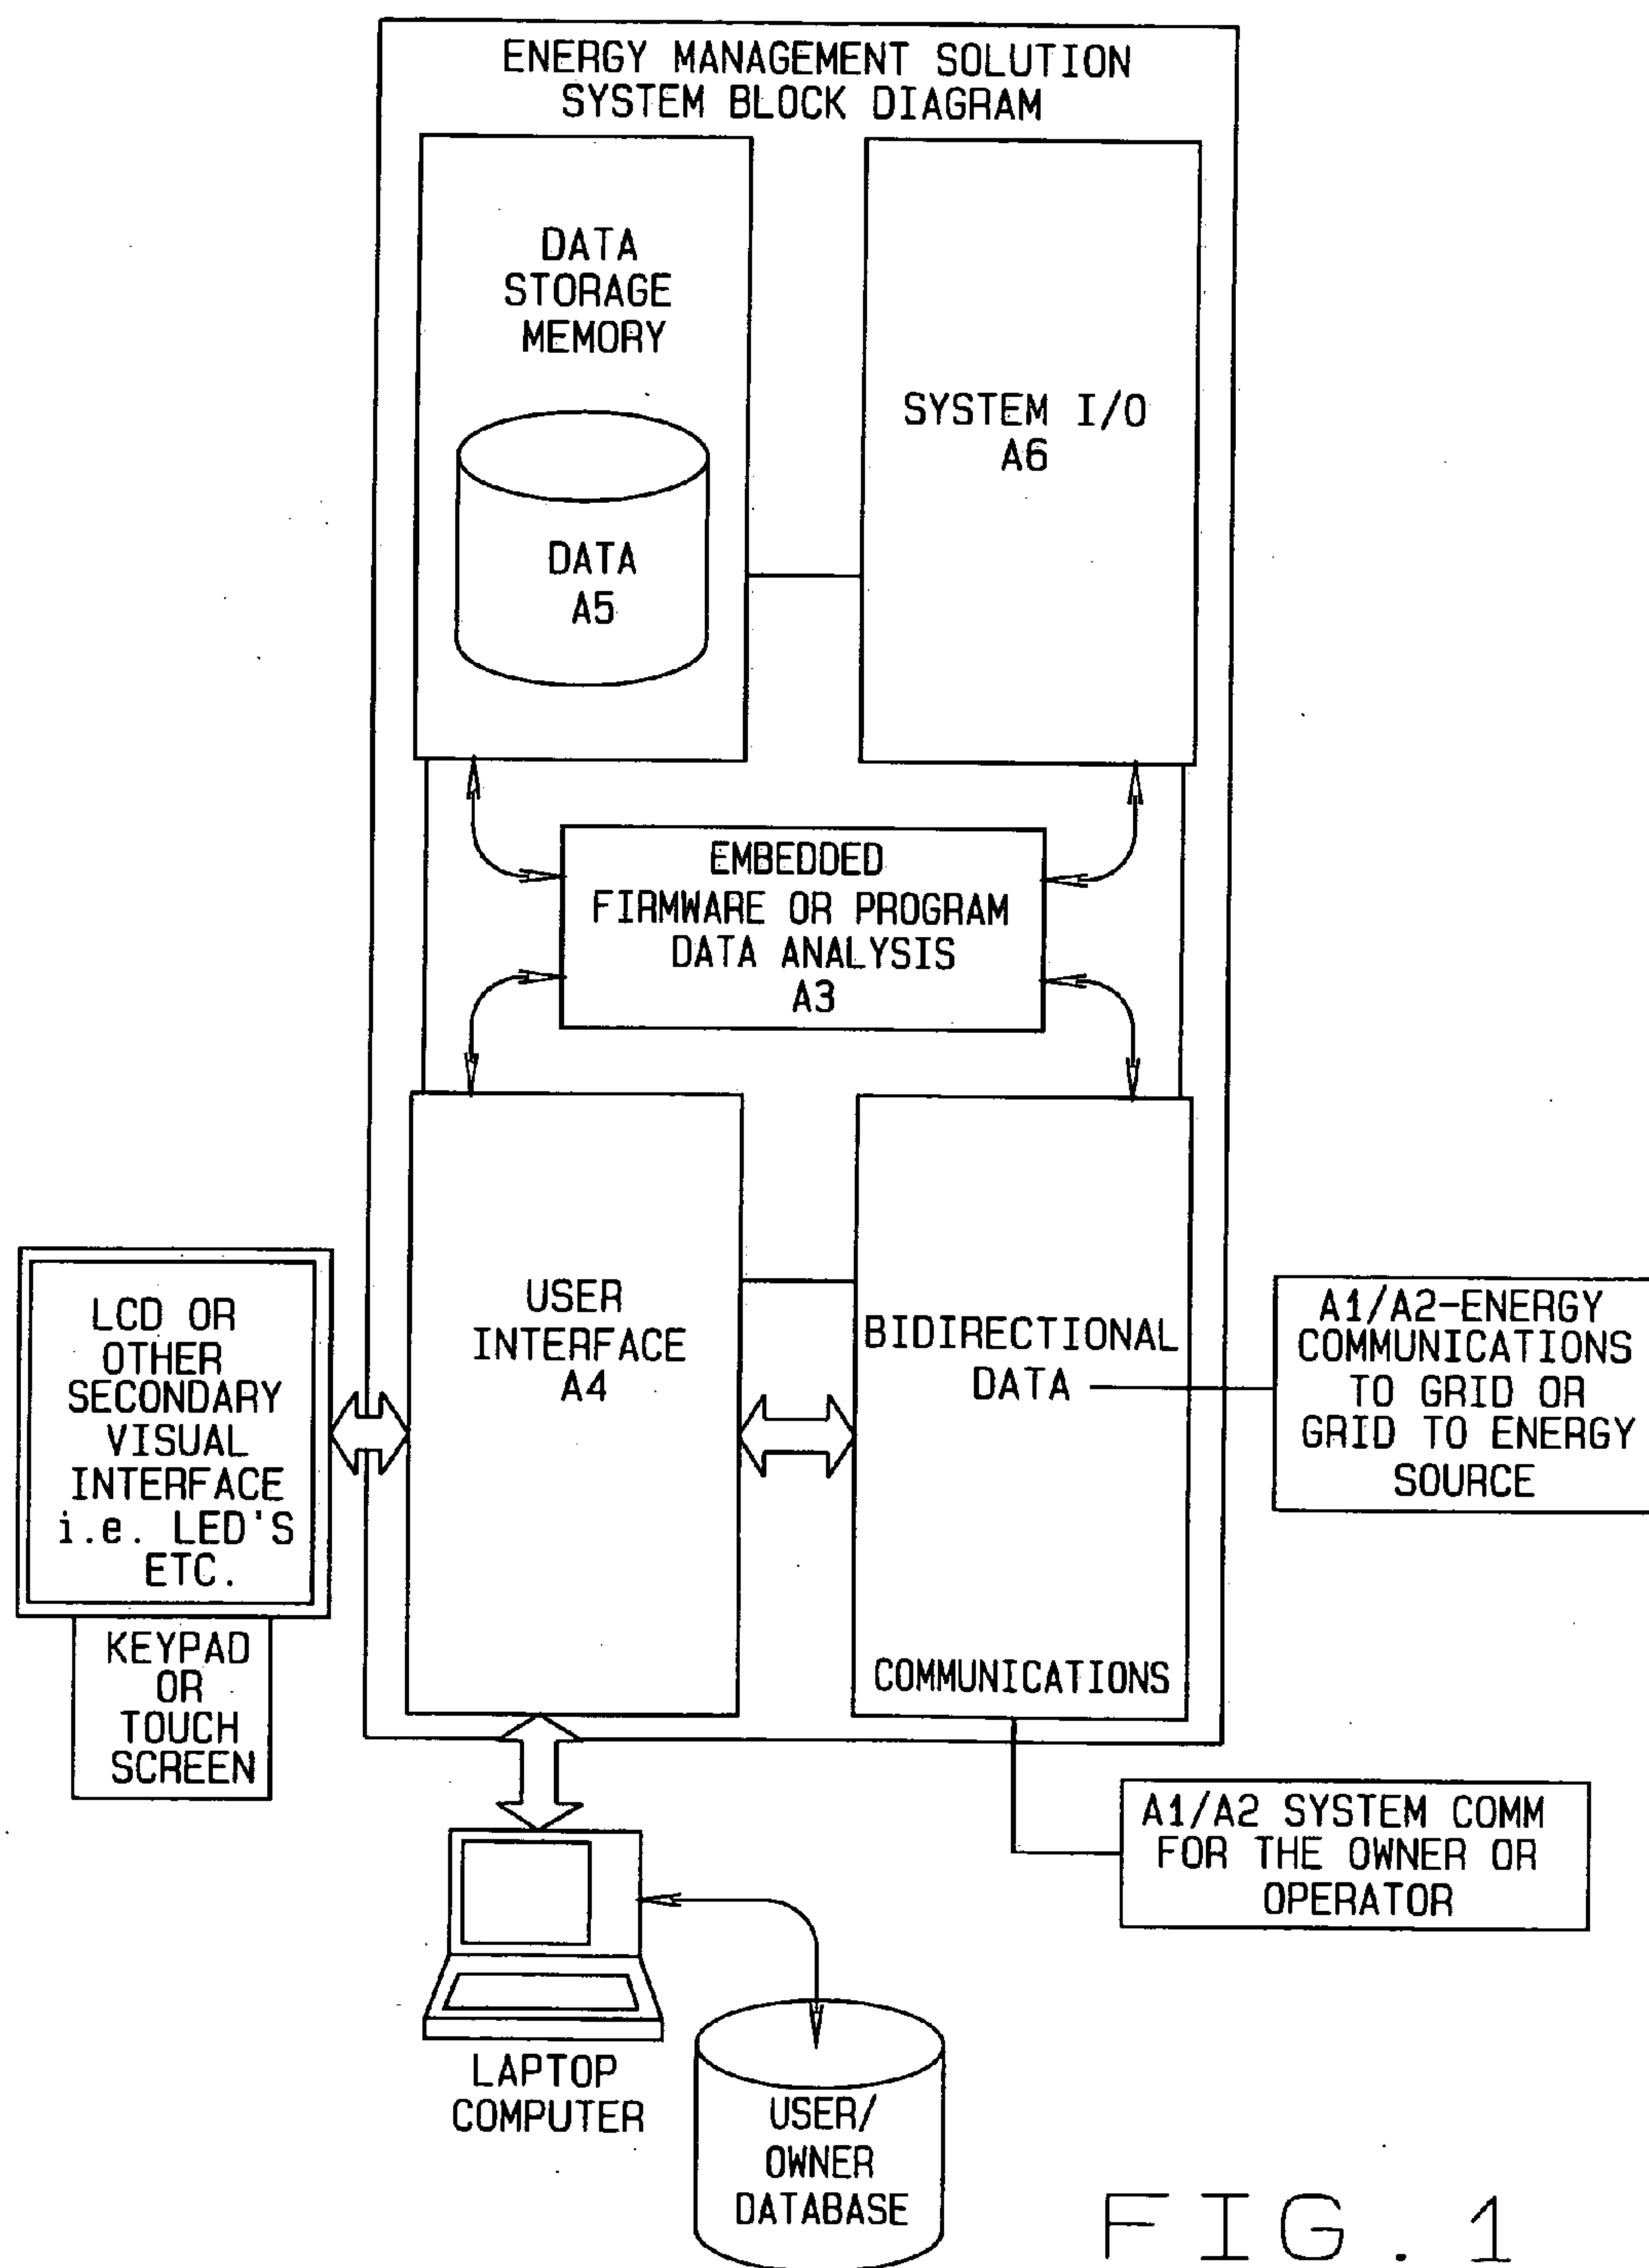 ENERGY MANAGEMENT SOLUTION
SYSTEM BLOCK DIAGRAM
DATA
STORAGE
MEMORY
DATA
A5
SYSTEM I/O
A6
EMBEDDED
FIRMWARE OR PROGRAM
DATA ANALYSIS
A3
LCD OR
OTHER
SECONDARY
VISUAL
INTERFACE
i.e. LED'S
ETC.
KEYPAD
OR
TOUCH
SCREEN
USER
INTERFACE
A4
BIDIRECTIONAL
DATA
COMMUNICATIONS
A1/A2-ENERGY
COMMUNICATIONS
TO GRID OR
GRID TO ENERGY
SOURCE
A1/A2 SYSTEM COMM
FOR THE OWNER OR
OPERATOR
LAPTOP
COMPUTER
USER/
OWNER
DATABASE
FIG. 1